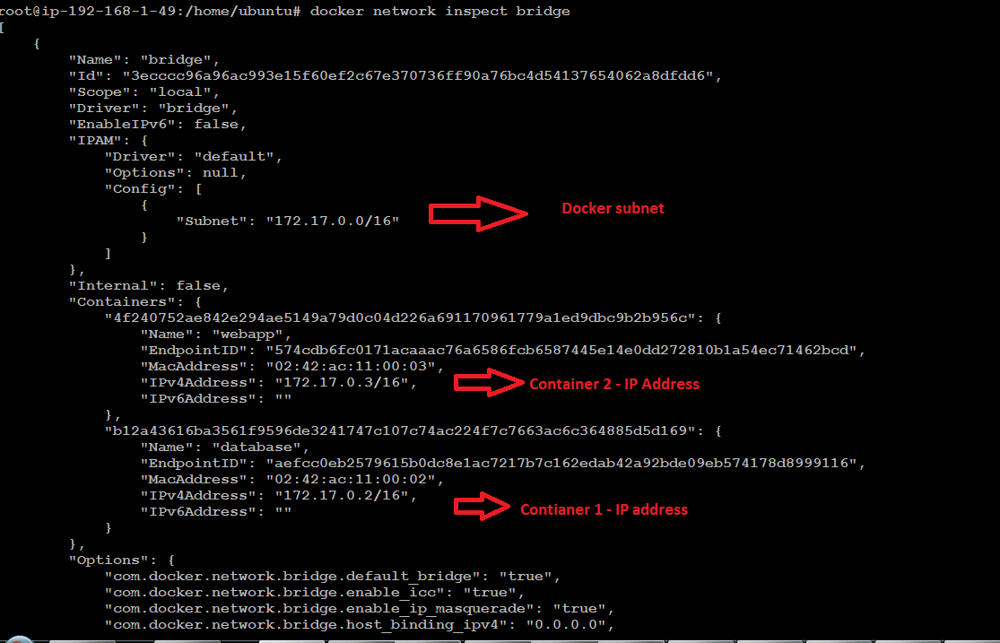 root@ip-192-168-1-49:/home/ubuntu# docker network inspect bridge
[
{
"Name": "bridge",
"Id": "3ecccc96a96ac993e15f60ef2c67e370736ff90a76bc4d54137654062a8dfdd6",
"Scope": "local",
"Driver": "bridge",
"EnableIPv6": false,
"IPAM": {
"Driver": "default",
"Options": null,
"Config": [
{
"Subnet": "172.17.0.0/16" Docker subnet
}
]
},
"Internal": false,
"Containers": {
"4f240752ae842e294ae5149a79d0c04d226a691170961779a1ed9dbc9b2b956c": {
"Name": "webapp",
"EndpointID": "574cdb6fc0171acaaac76a6586fcb6587445e14e0dd272810b1a54ec71462bcd",
"MacAddress": "02:42:ac:11:00:03",
"IPv4Address": "172.17.0.3/16", Container 2 - IP Address
"IPv6Address": ""
},
"b12a43616ba3561f9596de3241747c107c74ac224f7c7663ac6c364885d5d169": {
"Name": "database",
"EndpointID": "aefcc0eb2579615b0dc8e1ac7217b7c162edab42a92bde09eb574178d8999116",
"MacAddress": "02:42:ac:11:00:02",
"IPv4Address": "172.17.0.2/16",
"IPv6Address": "" Contianer 1 - IP address
}
},
"Options": {
"com.docker.network.bridge.default_bridge": "true",
"com.docker.network.bridge.enable_icc": "true",
"com.docker.network.bridge.enable_ip_masquerade": "true",
"com.docker.network.bridge.host_binding_ipv4": "0.0.0.0",